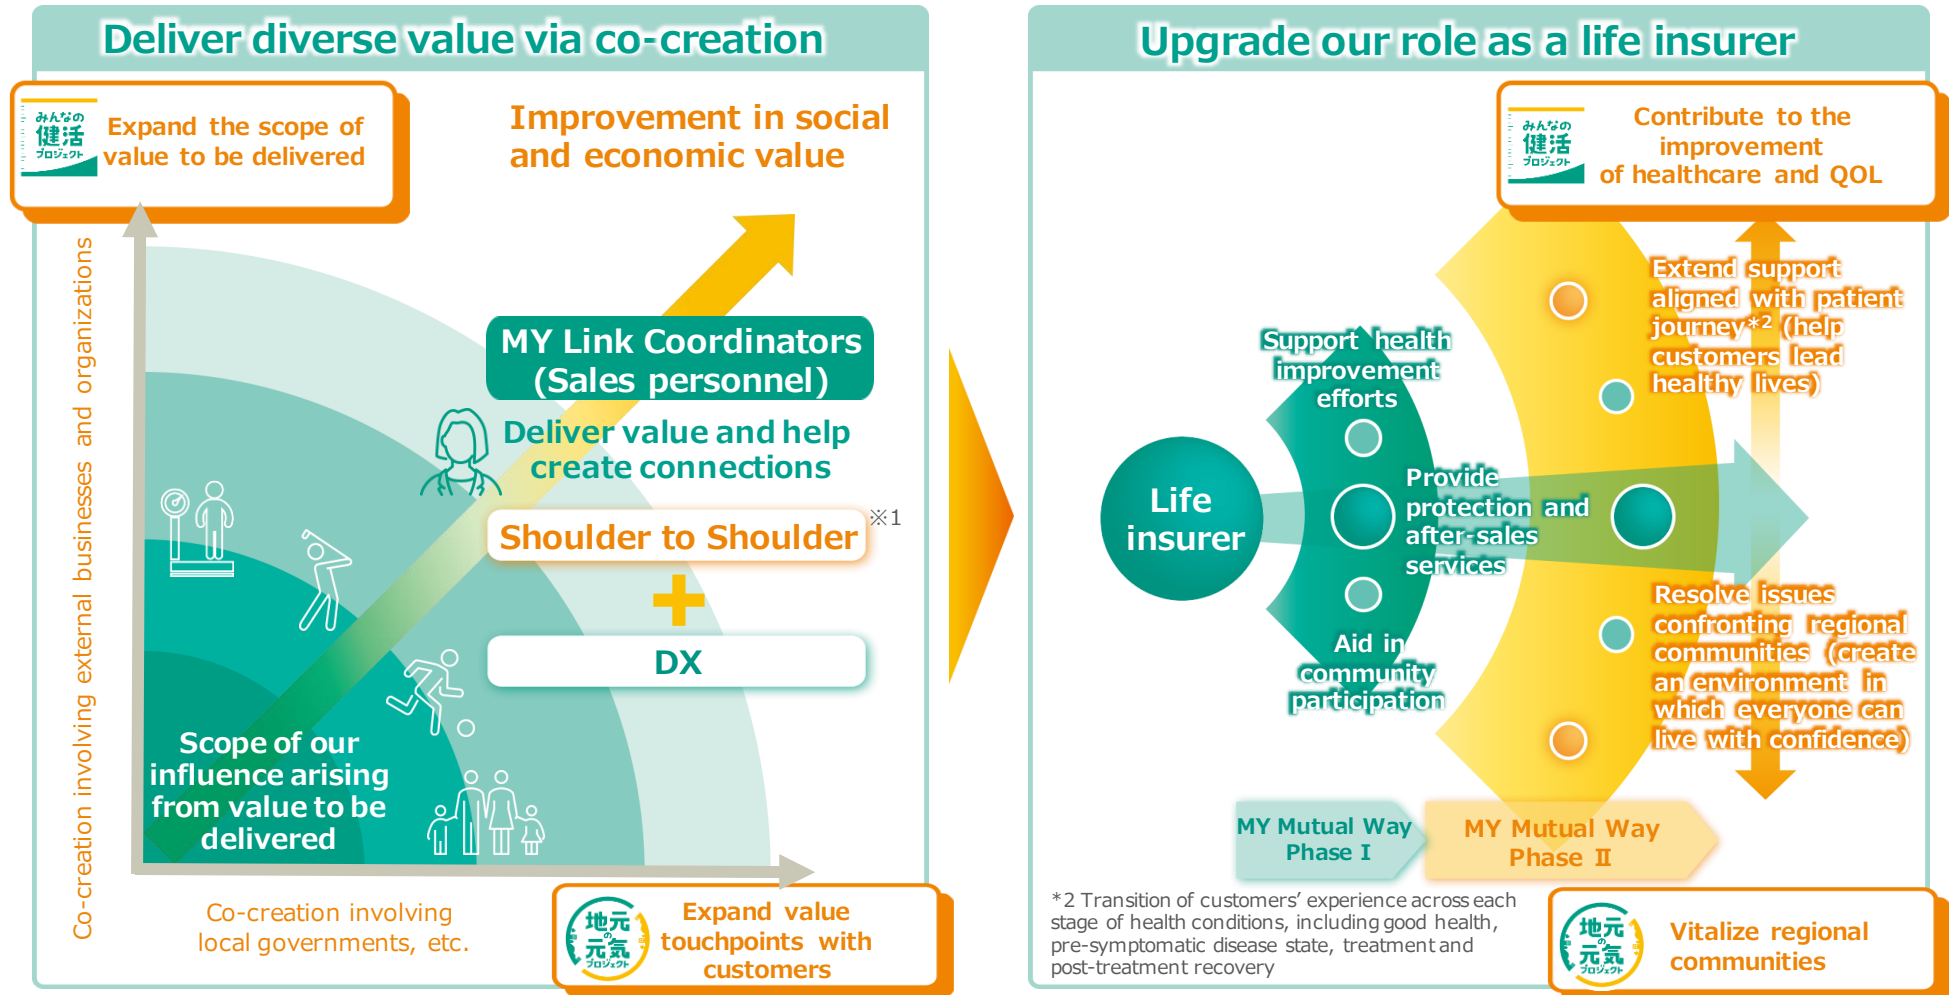 Deliver diverse value via co-creation
みんなの
健活
プロジェクト
Expand the scope of
value to be delivered
Improvement in social
and economic value
Co-creation involving external businesses and organizations
MY Link Coordinators
(Sales personnel)
Deliver value and help
create connections
Shoulder to Shoulder
※1
DX
Scope of our
influence arising
from value to be
delivered
Co-creation involving
local governments, etc.
地元
の
元気
プロジェクト
Expand value
touchpoints with
customers
Upgrade our role as a life insurer
みんなの
健活
プロジェクト
Contribute to the
improvement
of healthcare and QOL
Life
insurer
Support health
improvement
efforts
Provide
protection and
after-sales
services
Aid in
community
participation
Extend support
aligned with patient
journey*2 (help
customers lead
healthy lives)
Resolve issues
confronting regional
communities (create
an environment in
which everyone can
live with confidence)
MY Mutual Way
Phase I
MY Mutual Way
Phase II
*2 Transition of customers’ experience across each
stage of health conditions, including good health,
pre-symptomatic disease state, treatment and
post-treatment recovery
地元
の
元気
プロジェクト
Vitalize regional
communities